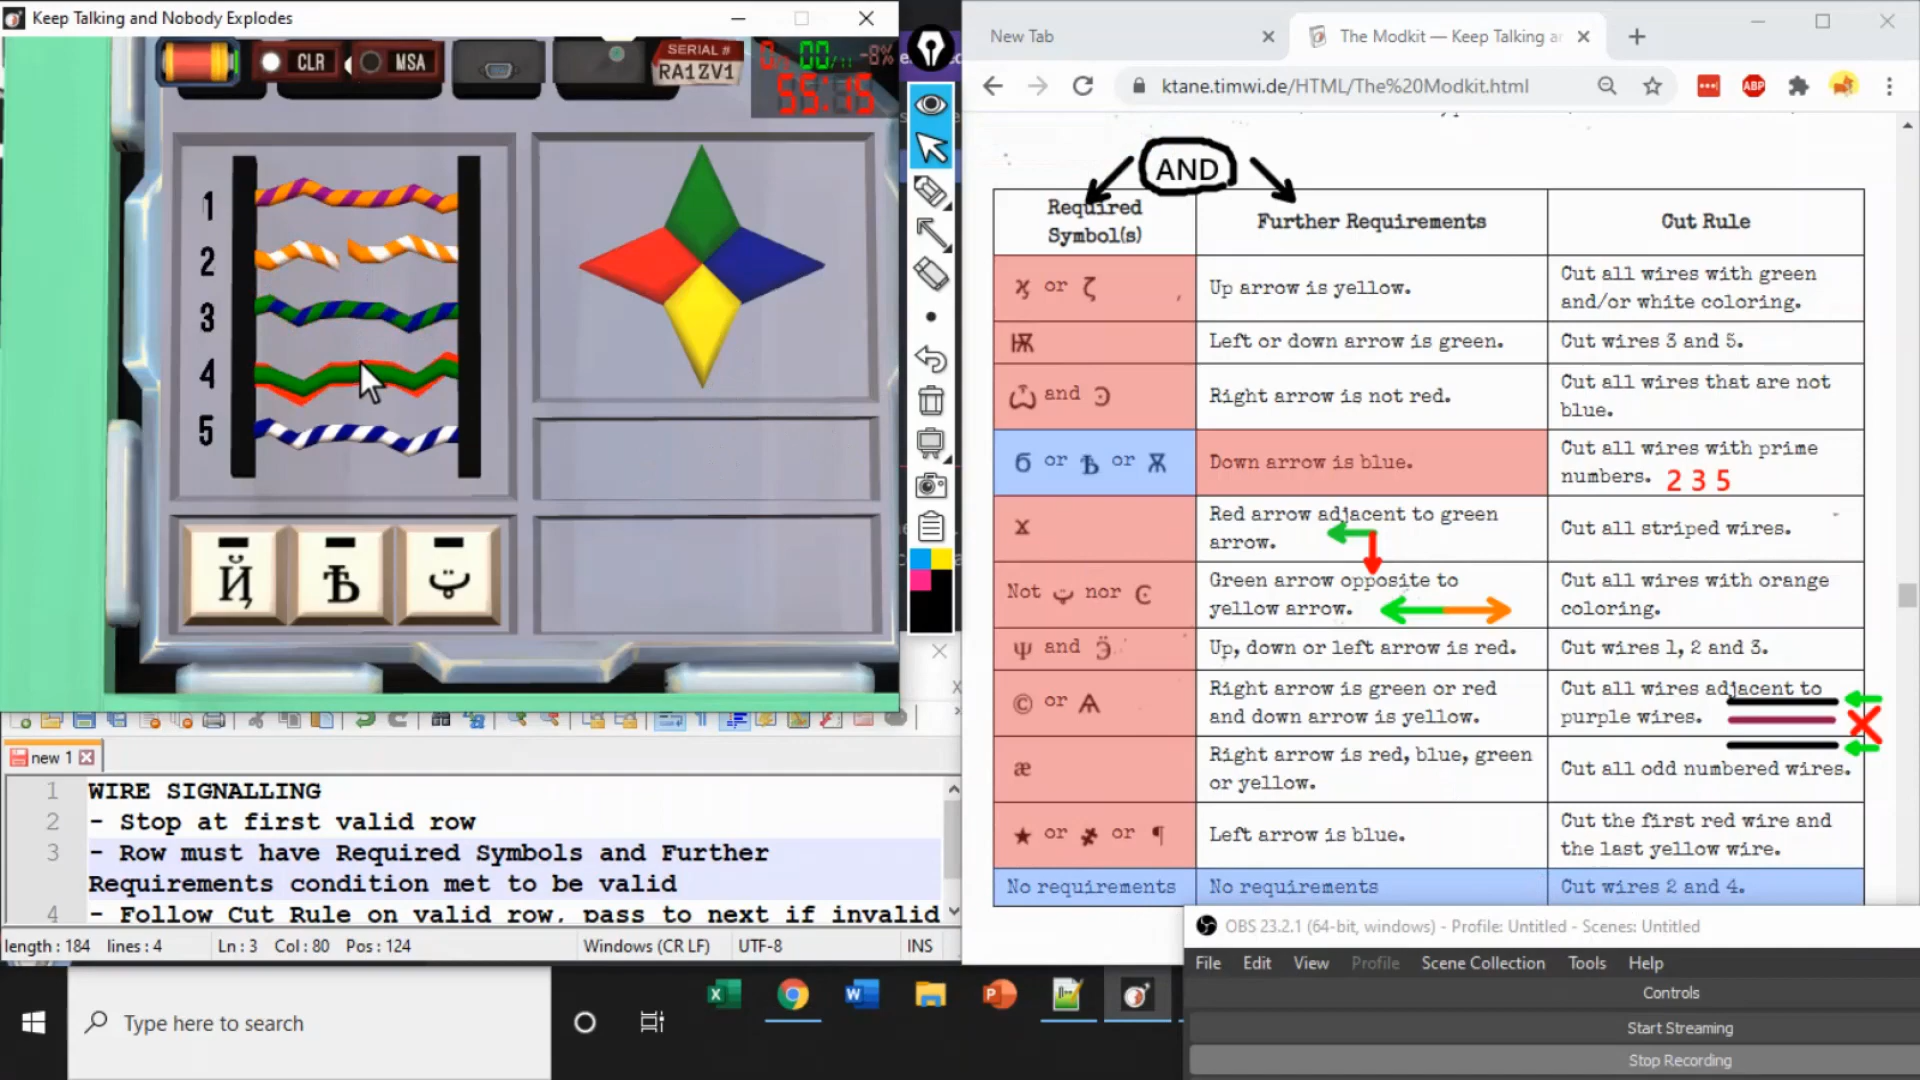 Keep Talking and Nobody Explodes
CLR
MSA
SERIAL #
RA1ZV1
-8%
55:15
1
2
3
4
5
Ҋ Ѣ ټ
new 1
1 WIRE SIGNALLING
2 - Stop at first valid row
3 - Row must have Required Symbols and Further
Requirements condition met to be valid
4 - Follow Cut Rule on valid row, pass to next if invalid
length : 184 lines : 4
Ln : 3 Col : 80 Pos : 124
Windows (CR LF)
UTF-8
INS
Type here to search
New Tab
The Modkit — Keep Talking an
ktane.timwi.de/HTML/The%20Modkit.html
AND
Required Symbol(s)
Further Requirements
Cut Rule
ϗ or ζ
Up arrow is yellow.
Cut all wires with green
and/or white coloring.
Ѭ
Left or down arrow is green.
Cut wires 3 and 5.
Ѽ and Ͽ
Right arrow is not red.
Cut all wires that are not
blue.
б or Ѣ or Ѫ
Down arrow is blue.
Cut all wires with prime
numbers. 2 3 5
Red arrow adjacent to green
arrow.
Cut all striped wires.
Not ټ nor Ͼ
Green arrow opposite to
yellow arrow.
Cut all wires with orange
coloring.
Ψ and Ӭ
Up, down or left arrow is red.
Cut wires 1, 2 and 3.
© or Ѧ
Right arrow is green or red
and down arrow is yellow.
Cut all wires adjacent to
purple wires.
æ
Right arrow is red, blue, green
or yellow.
Cut all odd numbered wires.
★ or ҂ or ¶
Left arrow is blue.
Cut the first red wire and
the last yellow wire.
No requirements
No requirements
Cut wires 2 and 4.
OBS 23.2.1 (64-bit, windows) - Profile: Untitled - Scenes: Untitled
File Edit View Profile Scene Collection Tools Help
Controls
Start Streaming
Stop Recording